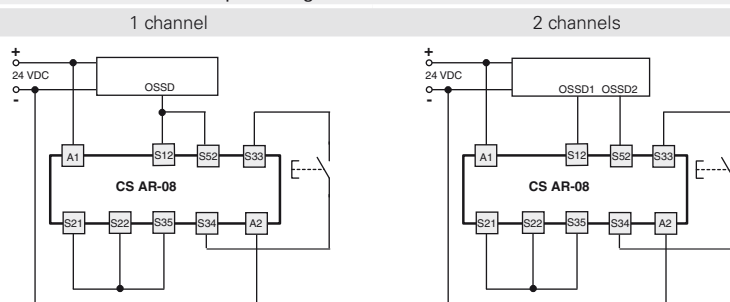 1 channel
2 channels
+
24 VDC
-
OSSD
A1
S12
S52
S33
CS AR-08
S21
S22
S35
S34
A2
+
24 VDC
-
OSSD1 OSSD2
A1
S12
S52
S33
CS AR-08
S21
S22
S35
S34
A2